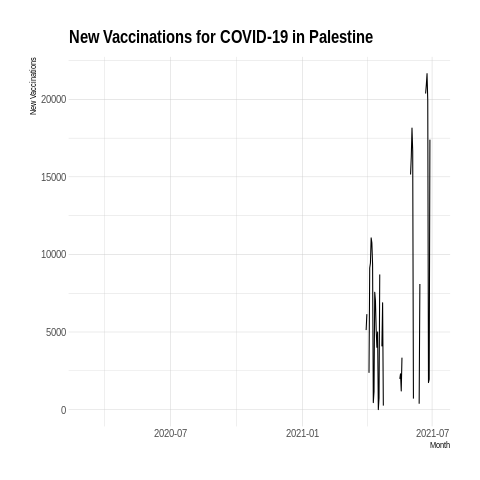 New Vaccinations for COVID-19 in Palestine
New Vaccinations
20000
15000
10000
5000
0
2020-07
2021-01
2021-07
Month